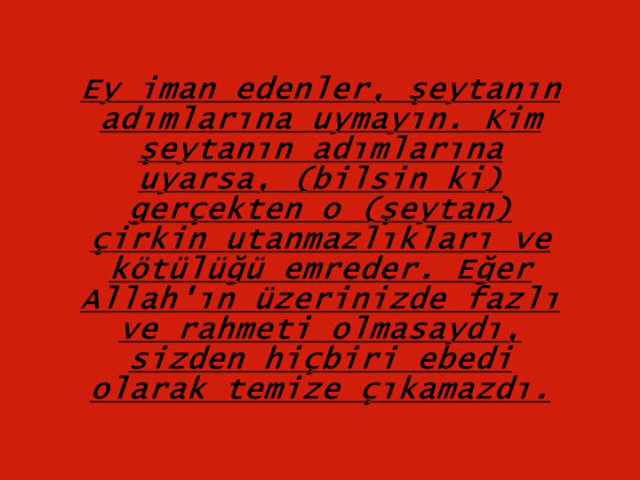 Ey iman edenler, şeytanın
adımlarına uymayın. Kim
şeytanın adımlarına
uyarsa, (bilsin ki)
gerçekten o (şeytan)
çirkin utanmazlıkları ve
kötülüğü emreder. Eğer
Allah'ın üzerinizde fazlı
ve rahmeti olmasaydı,
sizden hiçbiri ebedi
olarak temize çıkamazdı.